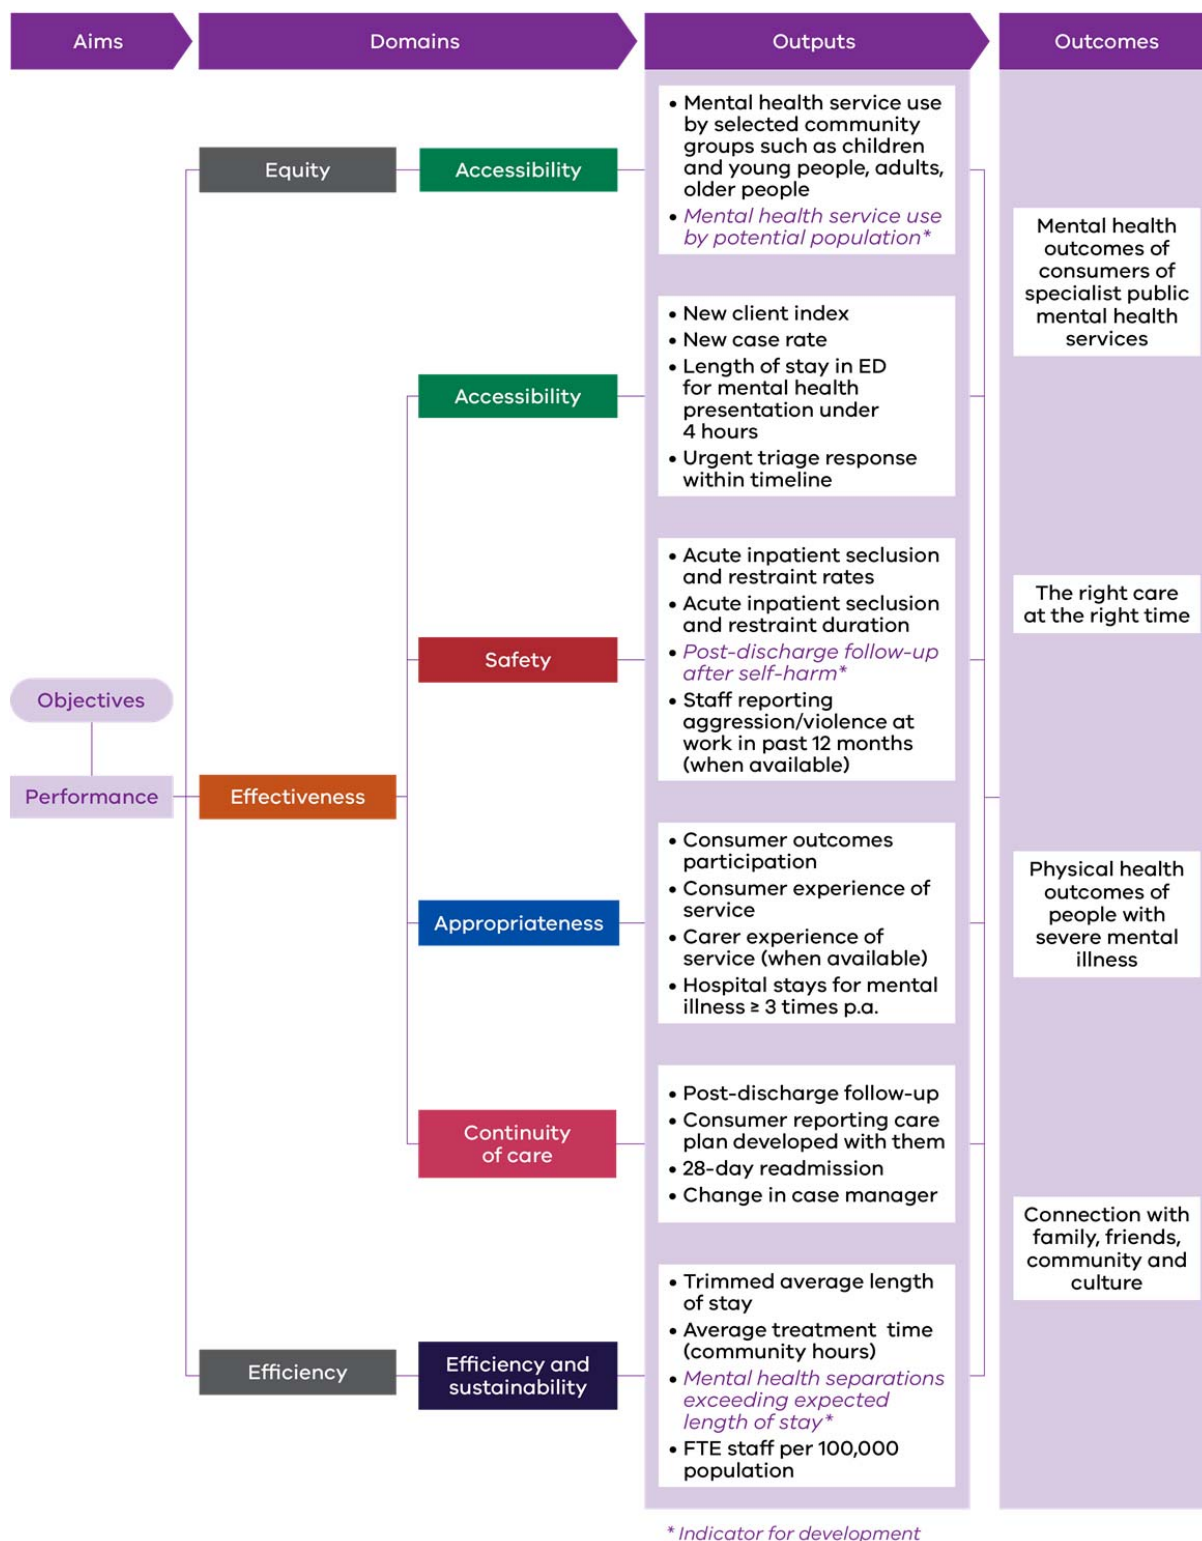 Aims
Domains
Outputs
Outcomes
Objectives
Performance
Equity
Accessibility
• Mental health service use
by selected community
groups such as children
and young people, adults,
older people
• Mental health service use
by potential population*
Effectiveness
Accessibility
• New client index
• New case rate
• Length of stay in ED
for mental health
presentation under
4 hours
• Urgent triage response
within timeline
Safety
• Acute inpatient seclusion
and restraint rates
• Acute inpatient seclusion
and restraint duration
• Post-discharge follow-up
after self-harm*
• Staff reporting
aggression/violence at
work in past 12 months
(when available)
Appropriateness
• Consumer outcomes
participation
• Consumer experience of
service
• Carer experience of
service (when available)
• Hospital stays for mental
illness ≥ 3 times p.a.
Continuity
of care
• Post-discharge follow-up
• Consumer reporting care
plan developed with them
• 28-day readmission
• Change in case manager
Efficiency
Efficiency and
sustainability
• Trimmed average length
of stay
• Average treatment time
(community hours)
• Mental health separations
exceeding expected
length of stay*
• FTE staff per 100,000
population
Mental health
outcomes of
consumers of
specialist public
mental health
services
The right care
at the right time
Physical health
outcomes of
people with
severe mental
illness
Connection with
family, friends,
community and
culture
* Indicator for development